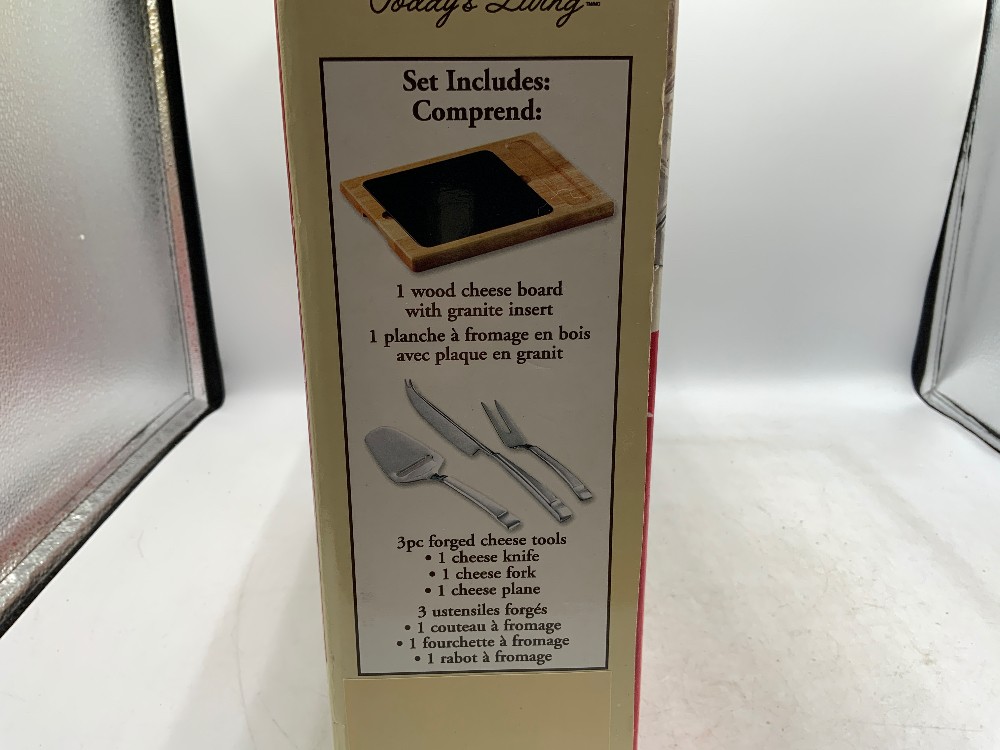 Today's Living
Set Includes:
Comprend:
1 wood cheese board
with granite insert
1 planche à fromage en bois
avec plaque en granit
3pc forged cheese tools
• 1 cheese knife
• 1 cheese fork
• 1 cheese plane
3 ustensiles forgés
• 1 couteau à fromage
• 1 fourchette à fromage
• 1 rabot à fromage